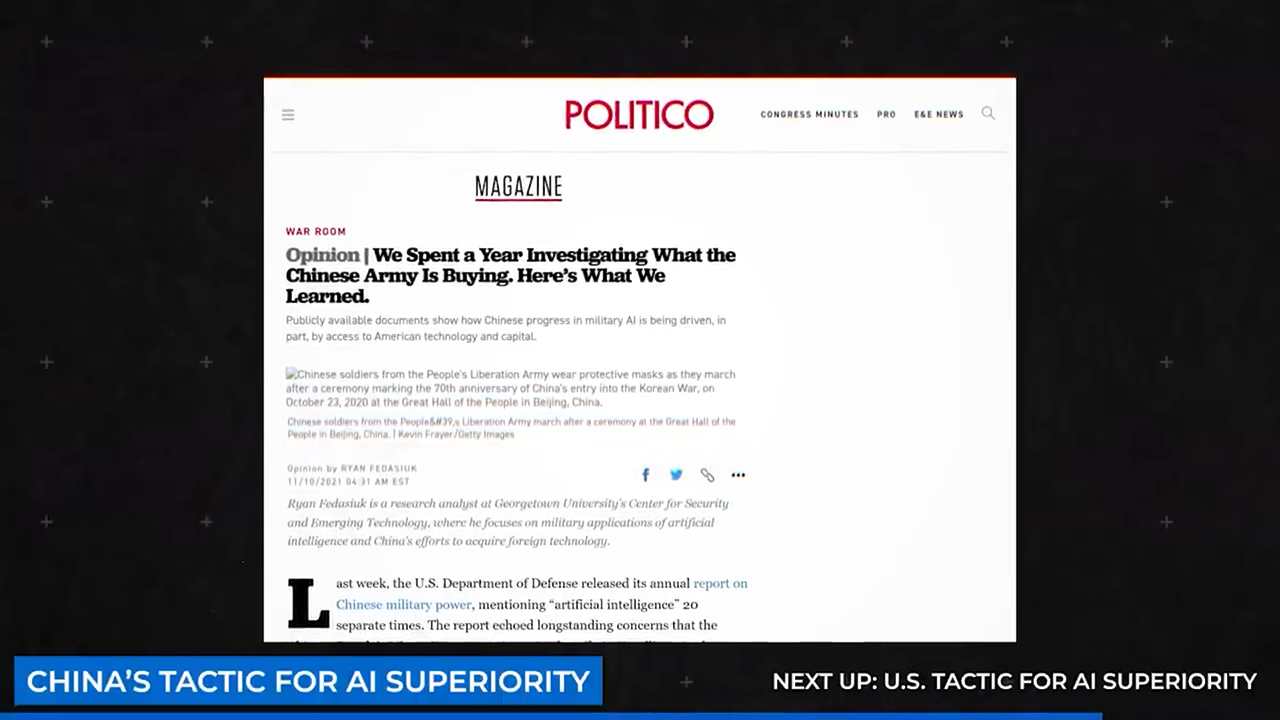 POLITICO
CONGRESS MINUTES PRO E&E NEWS
MAGAZINE
WAR ROOM
Opinion | We Spent a Year Investigating What the
Chinese Army Is Buying. Here's What We
Learned.
Publicly available documents show how Chinese progress in military AI is being driven, in
part, by access to American technology and capital.
Chinese soldiers from the People's Liberation Army wear protective masks as they march
after a ceremony marking the 70th anniversary of China's entry into the Korean War, on
October 23, 2020 at the Great Hall of the People in Beijing, China.
Chinese soldiers from the People&#39;s Liberation Army march after a ceremony at the Great Hall of the
People in Beijing, China. | Kevin Frayer/Getty Images
Opinion by RYAN FEDASIUK
11/10/2021 04:31 AM EST
Ryan Fedasiuk is a research analyst at Georgetown University's Center for Security
and Emerging Technology, where he focuses on military applications of artificial
intelligence and China's efforts to acquire foreign technology.
Last week, the U.S. Department of Defense released its annual report on
Chinese military power, mentioning “artificial intelligence” 20
separate times. The report echoed longstanding concerns that the
CHINA'S TACTIC FOR AI SUPERIORITY
NEXT UP: U.S. TACTIC FOR AI SUPERIORITY